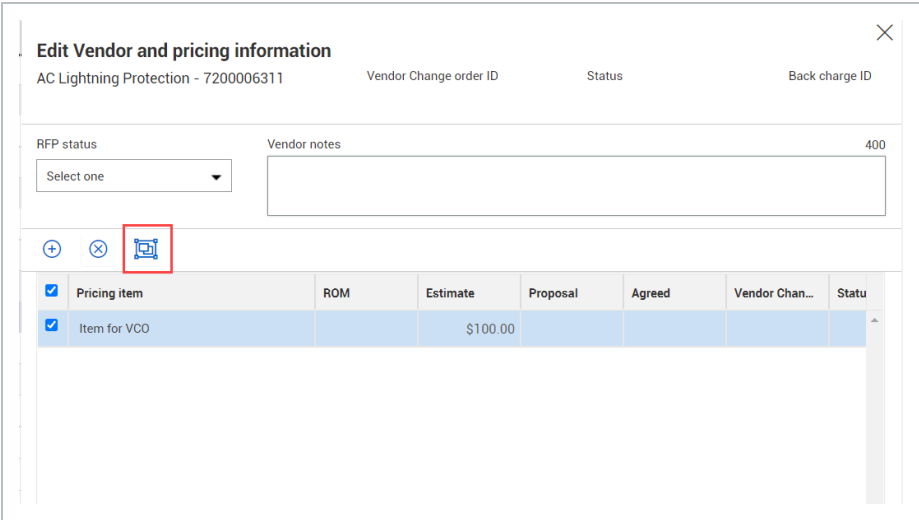 Edit Vendor and pricing information
AC Lightning Protection - 7200006311 Vendor Change order ID Status Back charge ID
RFP status Vendor notes 400
Select one
Pricing item ROM Estimate Proposal Agreed Vendor Chan... Statu
Item for VCO $100.00